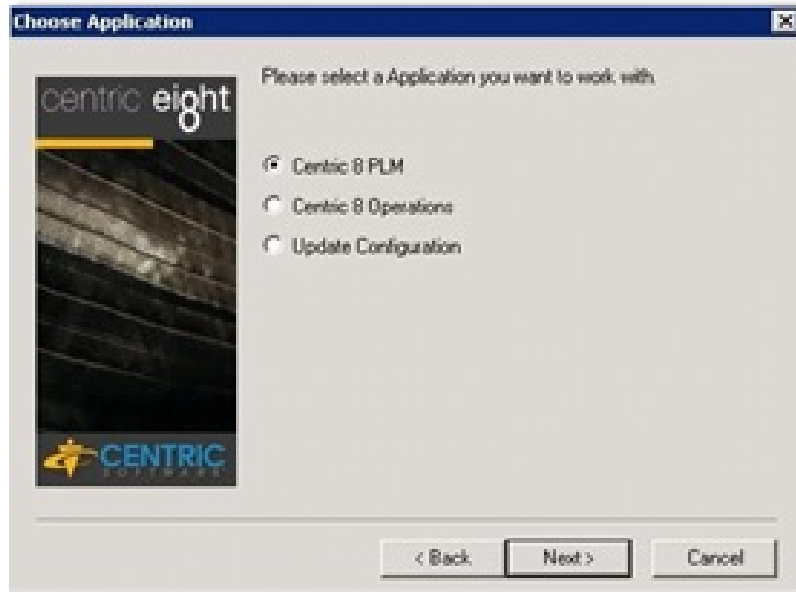 Choose Application
centric eight
Please select a Application you want to work with.
Centric 8 PLM
Centric 8 Operations
Update Configuration
CENTRIC
SOFTWARE
< Back
Next >
Cancel